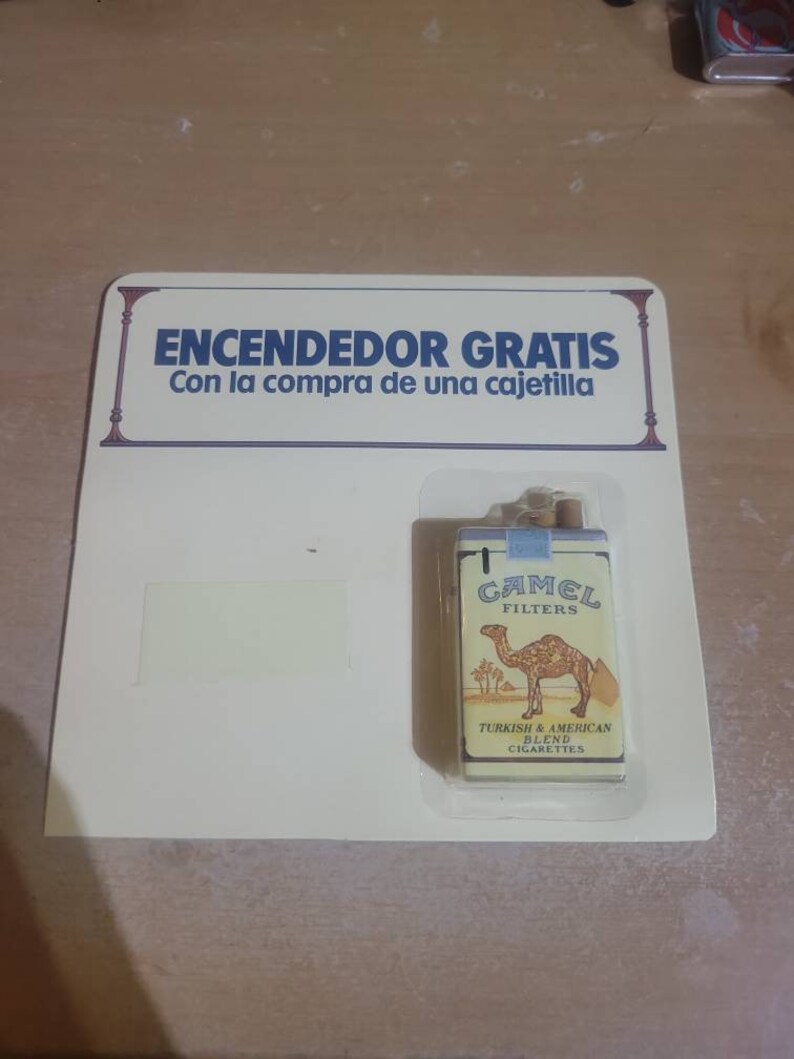 ENCENDEDOR GRATIS
Con la compra de una cajetilla
CAMEL
FILTERS
TURKISH & AMERICAN
BLEND
CIGARETTES